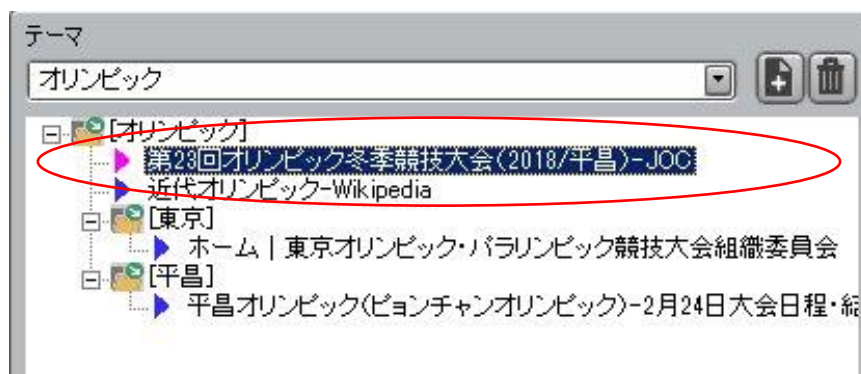 テーマ
オリンピック
[オリンピック]
第23回オリンピック冬季競技大会(2018/平昌)-JOC
近代オリンピック-Wikipedia
[東京]
ホーム | 東京オリンピック・パラリンピック競技大会組織委員会
[平昌]
平昌オリンピック(ピョンチャンオリンピック)-2月24日大会日程・結